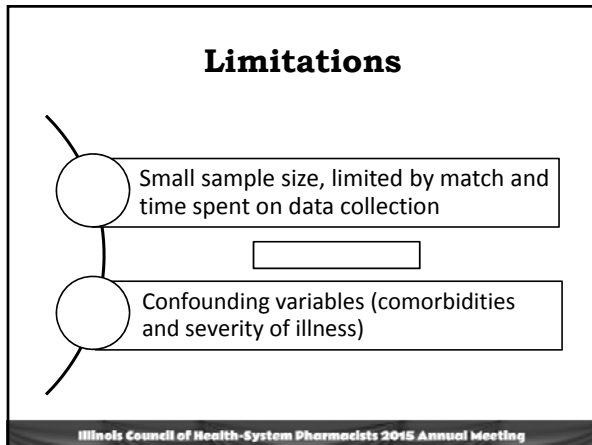 Limitations
Small sample size, limited by match and
time spent on data collection
Confounding variables (comorbidities
and severity of illness)
Illinois Council of Health-System Pharmacists 2015 Annual Meeting